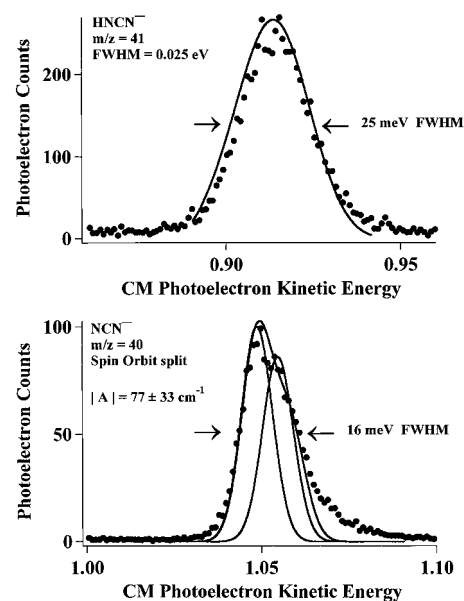 HNCN⁻
m/z = 41
FWHM = 0.025 eV
200
100
0
25 meV FWHM
0.90
0.95
Photoelectron Counts
CM Photoelectron Kinetic Energy
NCN⁻
m/z = 40
Spin Orbit split
| A | = 77 ± 33 cm⁻¹
100
50
0
16 meV FWHM
1.00
1.05
1.10
Photoelectron Counts
CM Photoelectron Kinetic Energy